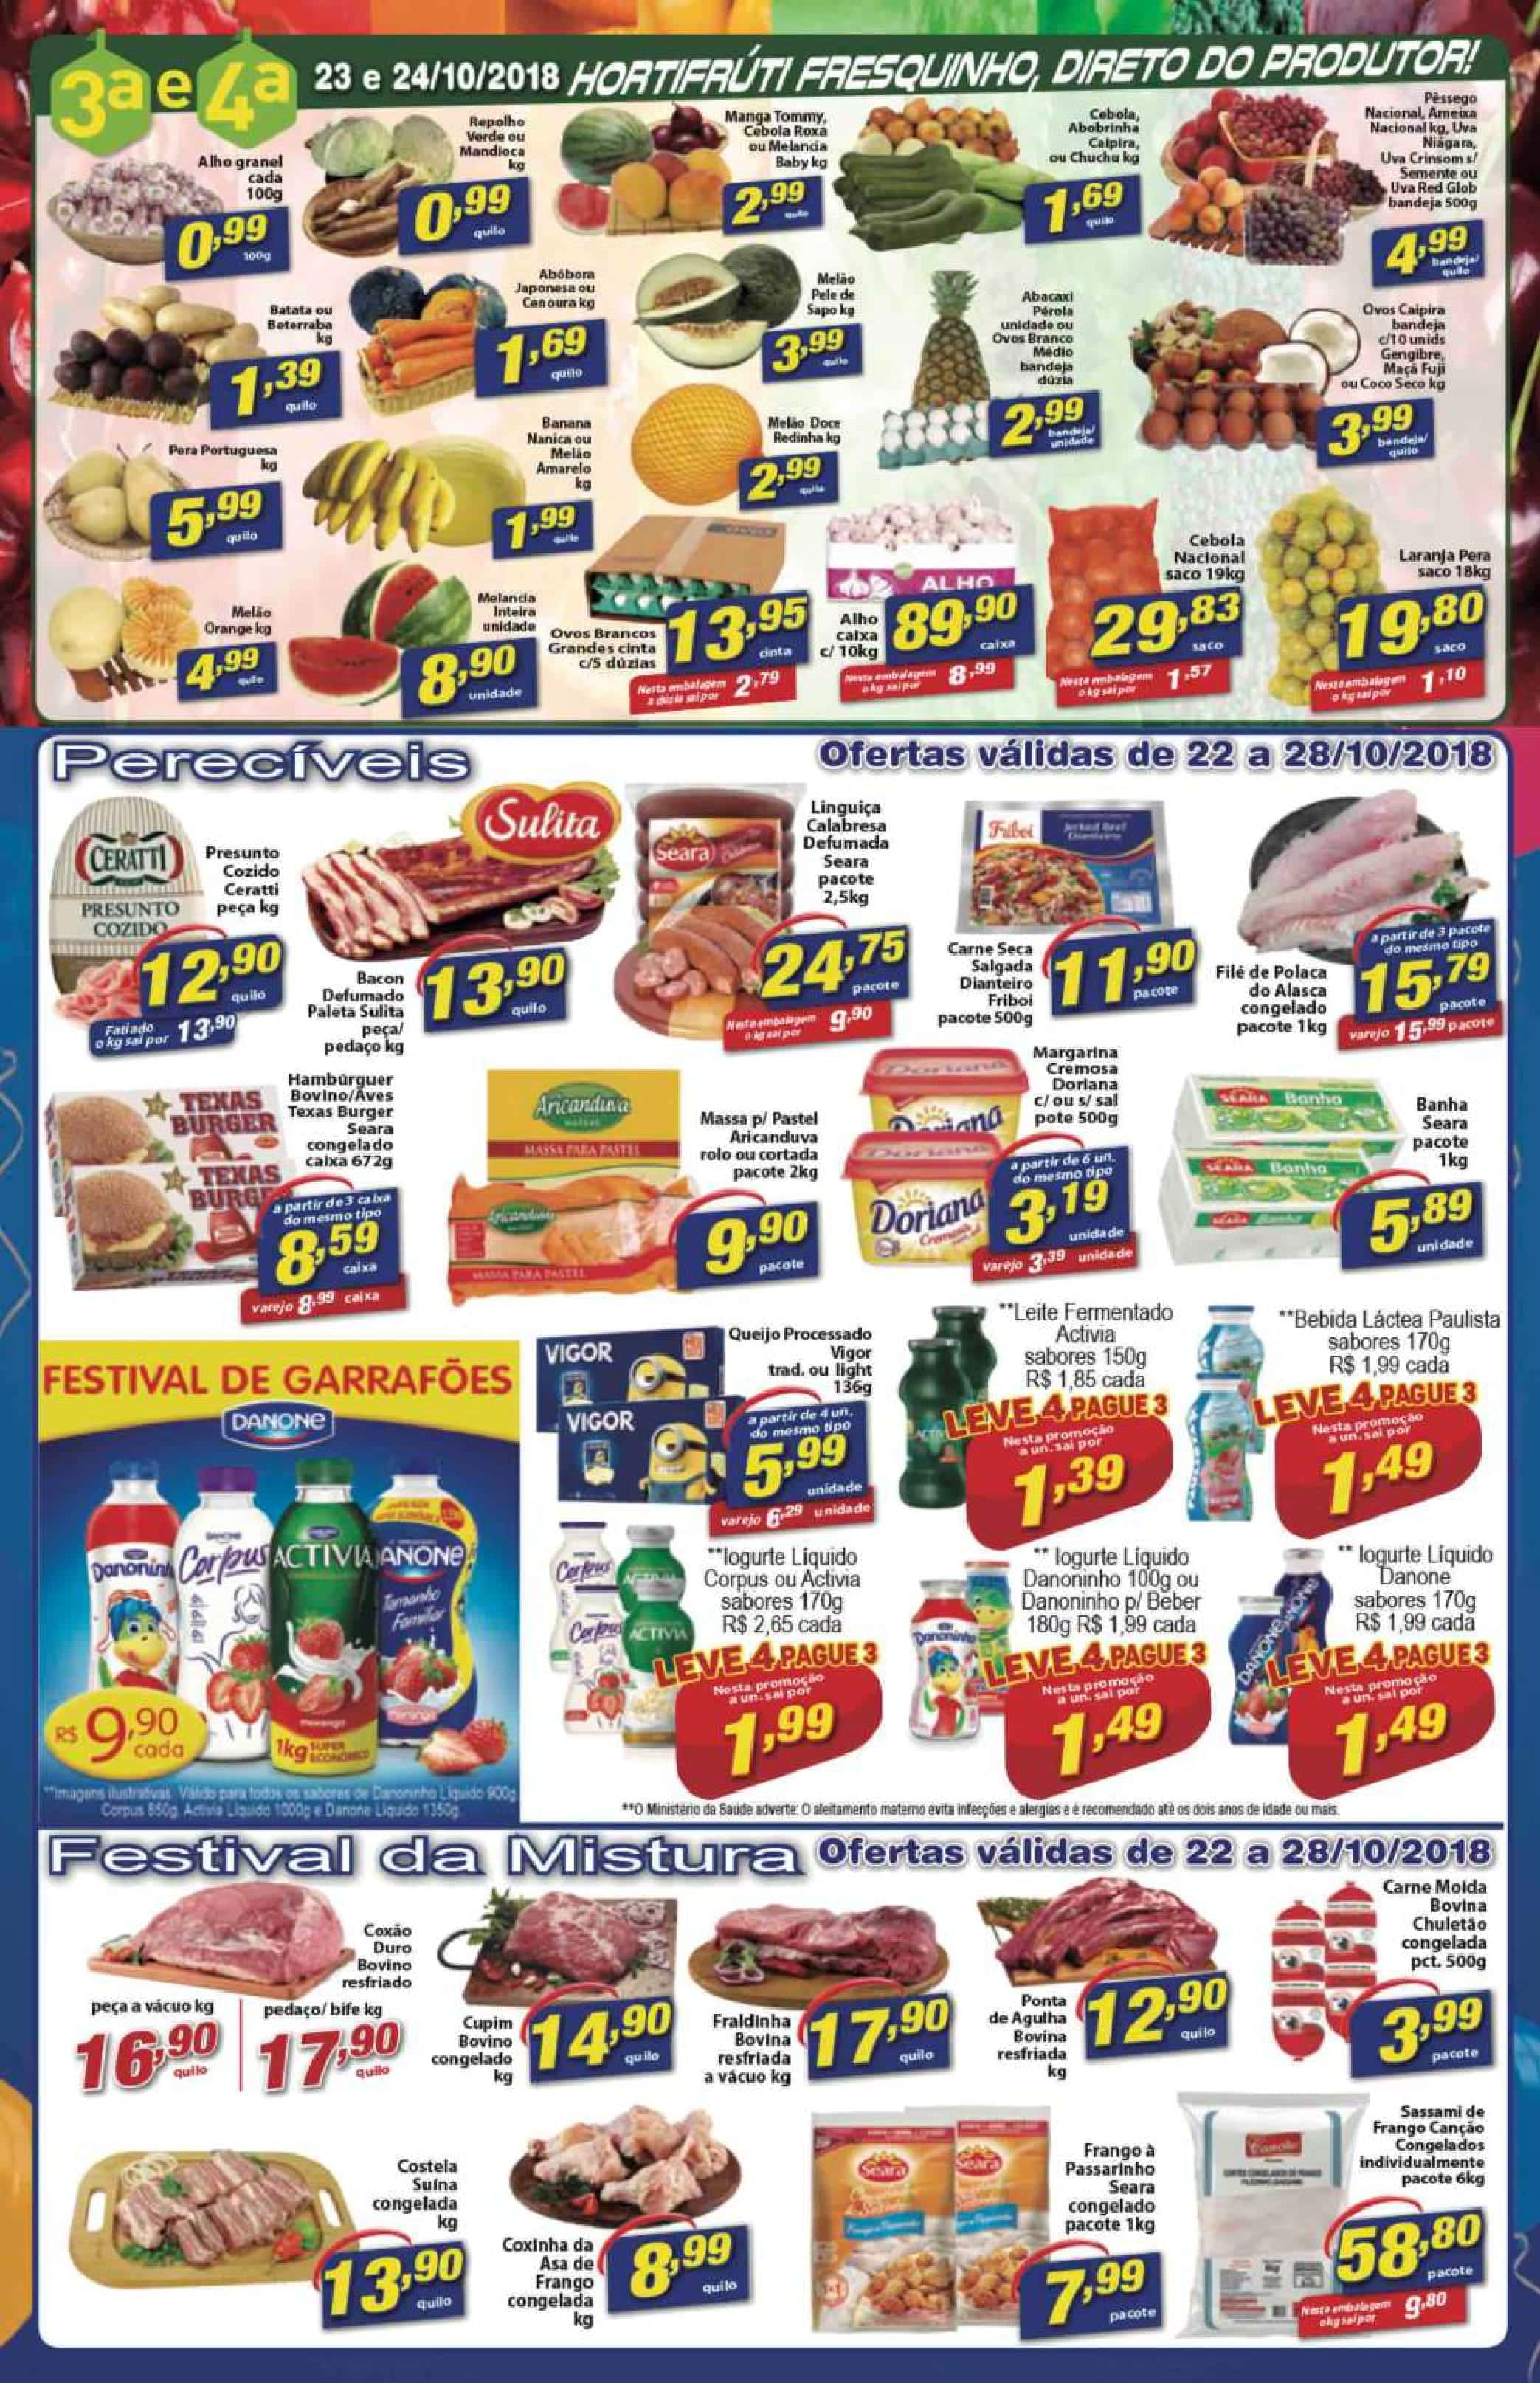 3a e 4a
23 e 24/10/2018 HORTIFRÚTI FRESQUINHO, DIRETO DO PRODUTOR!
Alho granel
cada
100g
0,99
100g
Repolho
Verde ou
Mandioca
kg
0,99
quilo
Manga Tommy,
Cebola Roxa
ou Melancia
Baby kg
2,99
quilo
Cebola,
Abobrinha
Caipira,
ou Chuchu kg
1,69
quilo
Pêssego
Nacional, Ameixa
Nacional kg, Uva
Niágara,
Uva Crinsom s/
Semente ou
Uva Red Glob
bandeja 500g
4,99
bandeja/
quilo
Batata ou
Beterraba
kg
1,39
quilo
Abóbora
Japonesa ou
Cenoura kg
1,69
quilo
Melão
Pele de
Sapo kg
3,99
quilo
Abacaxi
Pérola
unidade ou
Ovos Branco
Médio
bandeja
dúzia
2,99
bandeja/
unidade
Ovos Caipira
bandeja
c/10 unids
Gengibre,
Maçã Fuji
ou Coco Seco kg
3,99
bandeja/
quilo
Pera Portuguesa
kg
5,99
quilo
Banana
Nanica ou
Melão
Amarelo
kg
1,99
quilo
Melão Doce
Redinha kg
2,99
quilo
Melão
Orange kg
4,99
Melancia
Inteira
unidade
8,90
unidade
Ovos Brancos
Grandes cinta
c/5 dúzias
13,95
cinta
Nesta embalagem
a dúzia sai por 2,79
ALHO
Alho
caixa
c/ 10kg
89,90
caixa
Nesta embalagem
o kg sai por 8,99
Cebola
Nacional
saco 19kg
29,83
saco
Nesta embalagem
o kg sai por 1,57
Laranja Pera
saco 18kg
19,80
saco
Nesta embalagem
o kg sai por 1,10
Perecíveis
Ofertas válidas de 22 a 28/10/2018
CERATTI
PRESUNTO
COZIDO
Presunto
Cozido
Ceratti
peça kg
12,90
quilo
Fatiado
o kg sai por 13,90
Sulita
Bacon
Defumado
Paleta Sulita
peça/
pedaço kg
13,90
quilo
Seara
Linguiça
Calabresa
Defumada
Seara
pacote
2,5kg
24,75
pacote
Nesta embalagem
o kg sai por 9,90
Friboi
Jerked Beef
Dianteiro
Carne Seca
Salgada
Dianteiro
Friboi
pacote 500g
11,90
pacote
Filé de Polaca
do Alasca
congelado
pacote 1kg
a partir de 3 pacote
do mesmo tipo
15,79
pacote
varejo 15,99 pacote
TEXAS
BURGER
TEXAS
BURGE
Hambúrguer
Bovino/Aves
Texas Burger
Seara
congelado
caixa 672g
a partir de 3 caixa
do mesmo tipo
8,59
caixa
varejo 8,99 caixa
Aricanduva
MASSAS
MASSA PARA PASTEL
Aricanduva
MASSA PARA PASTEL
Massa p/ Pastel
Aricanduva
rolo ou cortada
pacote 2kg
9,90
pacote
Doriana
Doriana
Doriana
Doriana
Cremosa
Margarina
Cremosa
Doriana
c/ ou s/ sal
pote 500g
a partir de 6 un.
do mesmo tipo
3,19
unidade
varejo 3,39 unidade
SEARA Banha
SEARA Banha
SEARA Banha
Banha
Seara
pacote
1kg
5,89
unidade
FESTIVAL DE GARRAFÕES
DANONE
Danoninho
Corpus
ACTIVIA
DANONE
Tamanho
Família
morango
1kg SUPER
ECONÔMICO
R$ 9,90
cada
**Imagens ilustrativas. Válido para todos os sabores de Danoninho Líquido 900g,
Corpus 850g, Activia Líquido 1000g e Danone Líquido 1350g.
VIGOR
VIGOR
Queijo Processado
Vigor
trad. ou light
136g
a partir de 4 un.
do mesmo tipo
5,99
unidade
varejo 6,29 unidade
**Leite Fermentado
Activia
sabores 150g
R$ 1,85 cada
LEVE 4 PAGUE 3
Nesta promoção
a un. sai por
1,39
**Bebida Láctea Paulista
sabores 170g
R$ 1,99 cada
LEVE 4 PAGUE 3
Nesta promoção
a un. sai por
1,49
Corpus
Corpus
ACTIVIA
**Iogurte Líquido
Corpus ou Activia
sabores 170g
R$ 2,65 cada
LEVE 4 PAGUE 3
Nesta promoção
a un. sai por
1,99
Danoninho
** Iogurte Líquido
Danoninho 100g ou
Danoninho p/ Beber
180g R$ 1,99 cada
LEVE 4 PAGUE 3
Nesta promoção
a un. sai por
1,49
DANONE
DANONE
** Iogurte Líquido
Danone
sabores 170g
R$ 1,99 cada
LEVE 4 PAGUE 3
Nesta promoção
a un. sai por
1,49
**O Ministério da Saúde adverte: O aleitamento materno evita infecções e alergias e é recomendado até os dois anos de idade ou mais.
Festival da Mistura
Ofertas válidas de 22 a 28/10/2018
Coxão
Duro
Bovino
resfriado
peça a vácuo kg
16,90
quilo
pedaço/ bife kg
17,90
quilo
Cupim
Bovino
congelado
kg
14,90
quilo
Fraldinha
Bovina
resfriada
a vácuo kg
17,90
quilo
Ponta
de Agulha
Bovina
resfriada
kg
12,90
quilo
Carne Moida
Bovina
Chuletão
congelada
pct. 500g
3,99
pacote
Costela
Suína
congelada
kg
13,90
quilo
Coxinha da
Asa de
Frango
congelada
kg
8,99
quilo
Seara
Seara
Frango à
Passarinho
Seara
congelado
pacote 1kg
7,99
pacote
Canção
Sassami de
Frango Canção
Congelados
individualmente
pacote 6kg
58,80
pacote
Nesta embalagem
o kg sai por 9,80